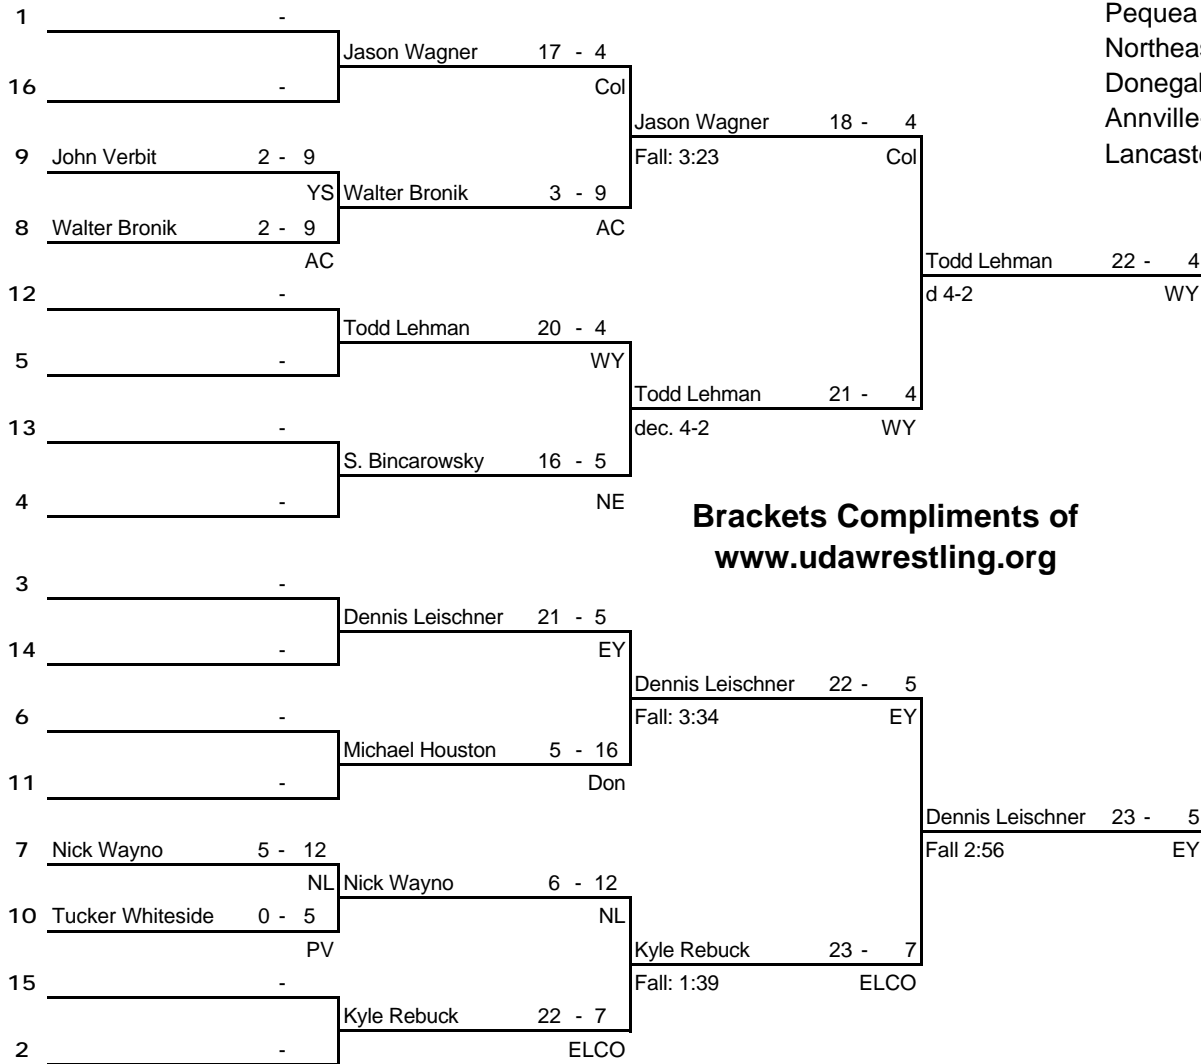 1 -
Pequea
Jason Wagner 17 - 4
Northeas
16 - Col
Donegal
Jason Wagner 18 - 4
Annville
9 John Verbit 2 - 9
Fall: 3:23 Col
Lancaste
YS Walter Bronik 3 - 9
8 Walter Bronik 2 - 9
AC
AC
Todd Lehman 22 - 4
12 -
d 4-2 WY
Todd Lehman 20 - 4
5 - WY
Todd Lehman 21 - 4
13 -
dec. 4-2 WY
S. Bincarowsky 16 - 5
4 - NE
Brackets Compliments of
www.udawrestling.org
3 -
Dennis Leischner 21 - 5
14 - EY
Dennis Leischner 22 - 5
6 -
Fall: 3:34 EY
Michael Houston 5 - 16
11 - Don
Dennis Leischner 23 - 5
7 Nick Wayno 5 - 12
Fall 2:56 EY
NL Nick Wayno 6 - 12
10 Tucker Whiteside 0 - 5
NL
PV
Kyle Rebuck 23 - 7
15 -
Fall: 1:39 ELCO
Kyle Rebuck 22 - 7
2 - ELCO